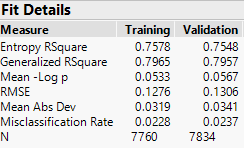 Fit Details
Measure Training Validation
Entropy RSquare 0.7578 0.7548
Generalized RSquare 0.7965 0.7957
Mean -Log p 0.0533 0.0567
RMSE 0.1276 0.1306
Mean Abs Dev 0.0319 0.0341
Misclassification Rate 0.0228 0.0237
N 7760 7834